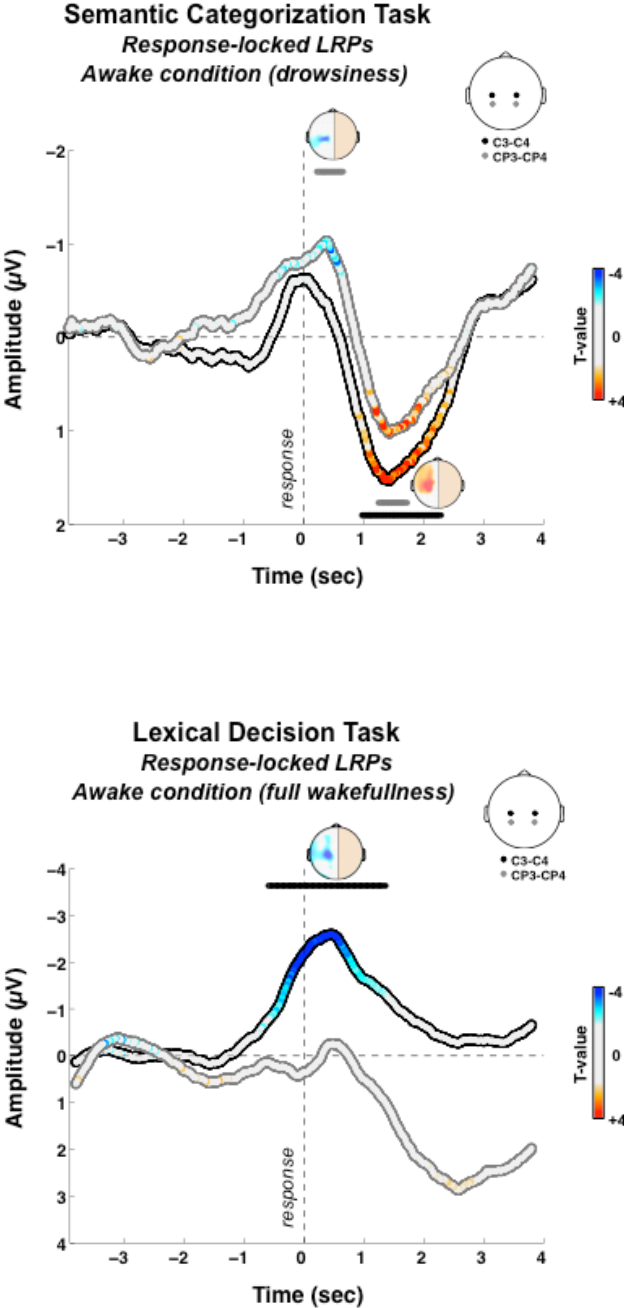 Semantic Categorization Task
Response-locked LRPs
Awake condition (drowsiness)
C3-C4
CP3-CP4
−2
−1
0
1
2
Amplitude (µV)
response
−3 −2 −1 0 1 2 3 4
Time (sec)
T-value
-4
0
+4
Lexical Decision Task
Response-locked LRPs
Awake condition (full wakefullness)
C3-C4
CP3-CP4
−4
−3
−2
−1
0
1
2
3
4
Amplitude (µV)
response
−3 −2 −1 0 1 2 3 4
Time (sec)
T-value
-4
0
+4